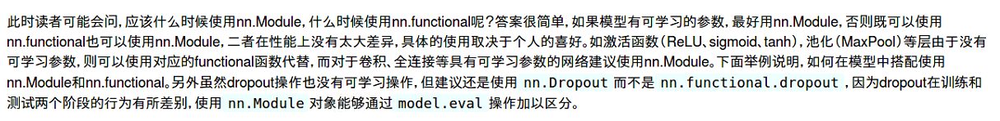 此时读者可能会问，应该什么时候使用nn.Module，什么时候使用nn.functional呢？答案很简单，如果模型有可学习的参数，最好用nn.Module，否则既可以使用
nn.functional也可以使用nn.Module，二者在性能上没有太大差异，具体的使用取决于个人的喜好。如激活函数（ReLU、sigmoid、tanh），池化（MaxPool）等层由于没有
可学习参数，则可以使用对应的functional函数代替，而对于卷积、全连接等具有可学习参数的网络建议使用nn.Module。下面举例说明，如何在模型中搭配使用
nn.Module和nn.functional。另外虽然dropout操作也没有可学习操作，但建议还是使用 nn.Dropout 而不是 nn.functional.dropout ，因为dropout在训练和
测试两个阶段的行为有所差别，使用 nn.Module 对象能够通过 model.eval 操作加以区分。